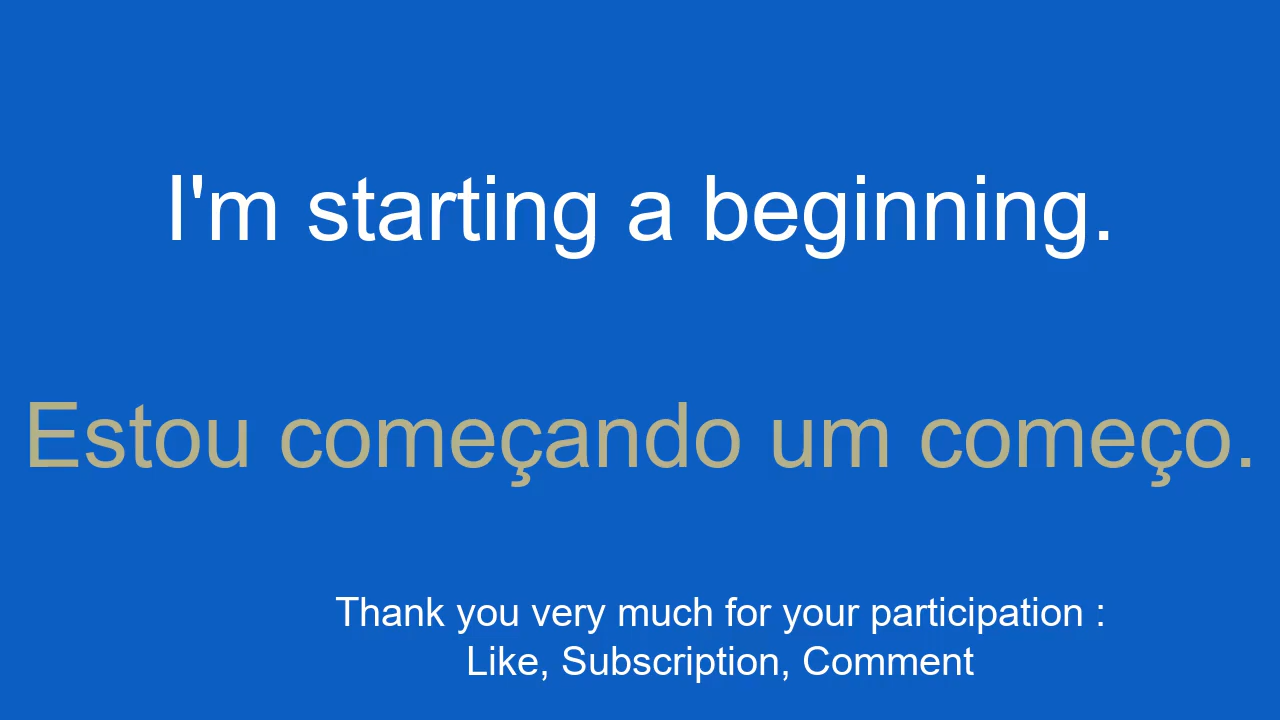 I'm starting a beginning.
Estou começando um começo.
Thank you very much for your participation :
Like, Subscription, Comment